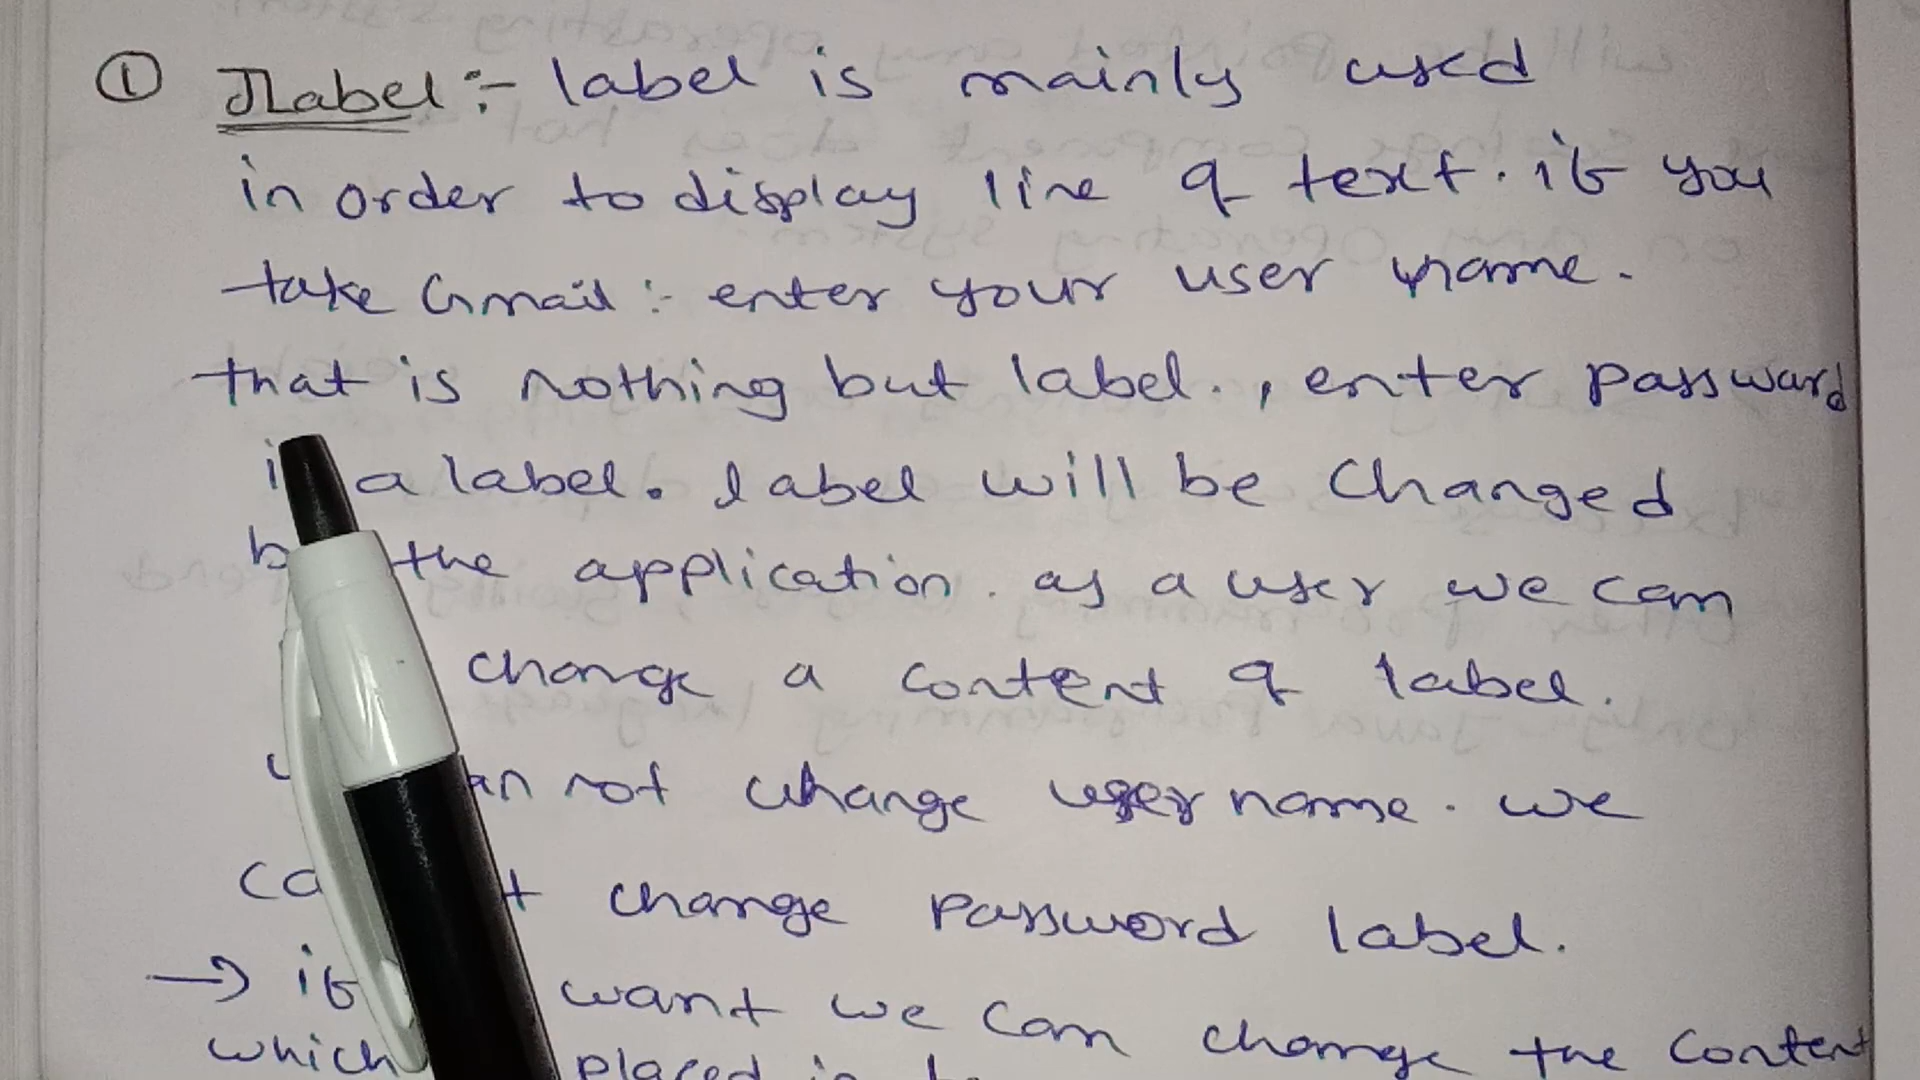 ① JLabel :- label is mainly used
in order to display line of text. if you
take Gmail :- enter your user name.
that is nothing but label., enter password
a label. label will be changed
the application. as a user we can
change a content of label.
not change user name. we
change password label.
→ if want we can change the content
which placed in